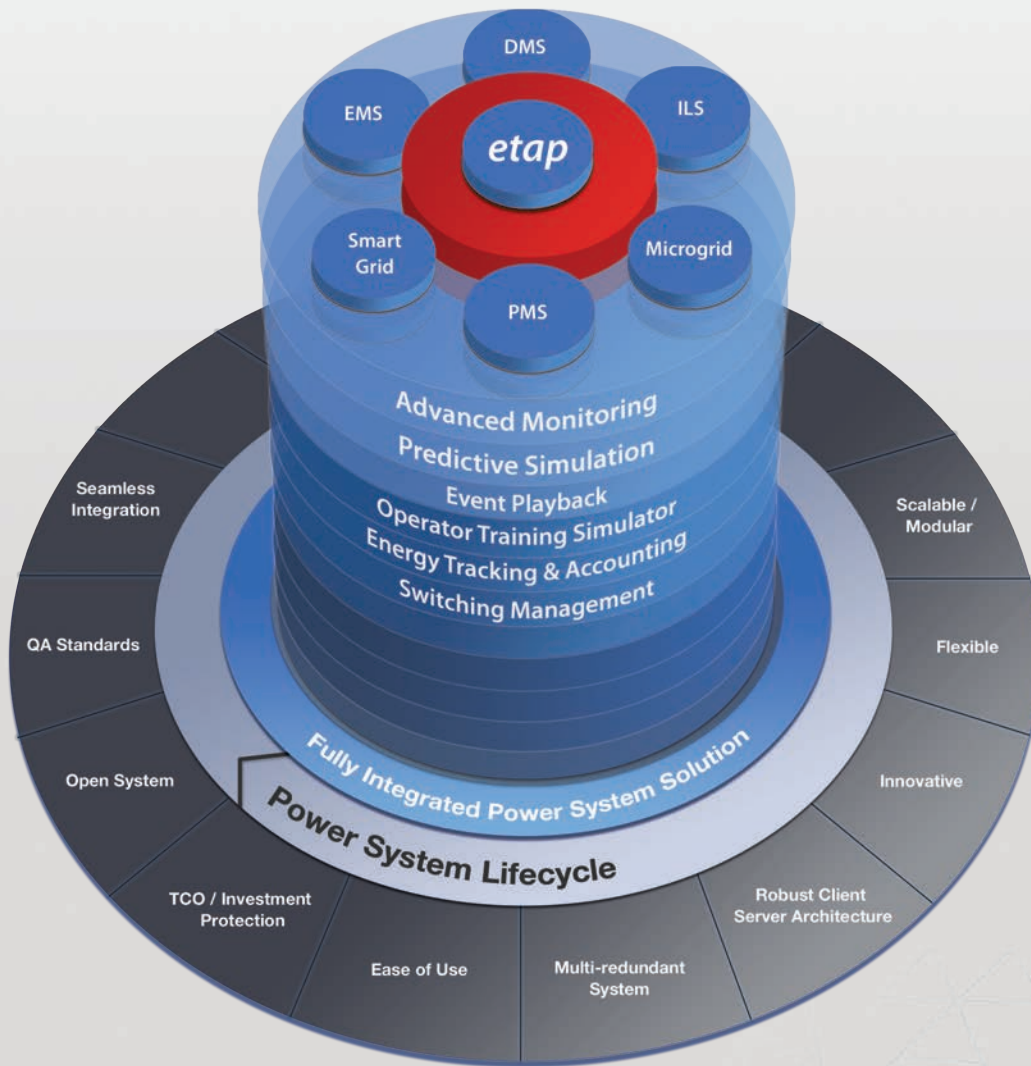 DMS
EMS
ILS
etap
Smart
Grid
Microgrid
PMS
Advanced Monitoring
Predictive Simulation
Event Playback
Operator Training Simulator
Energy Tracking & Accounting
Switching Management
Fully Integrated Power System Solution
Power System Lifecycle
Seamless
Integration
QA Standards
Open System
TCO / Investment
Protection
Ease of Use
Multi-redundant
System
Robust Client
Server Architecture
Innovative
Flexible
Scalable /
Modular